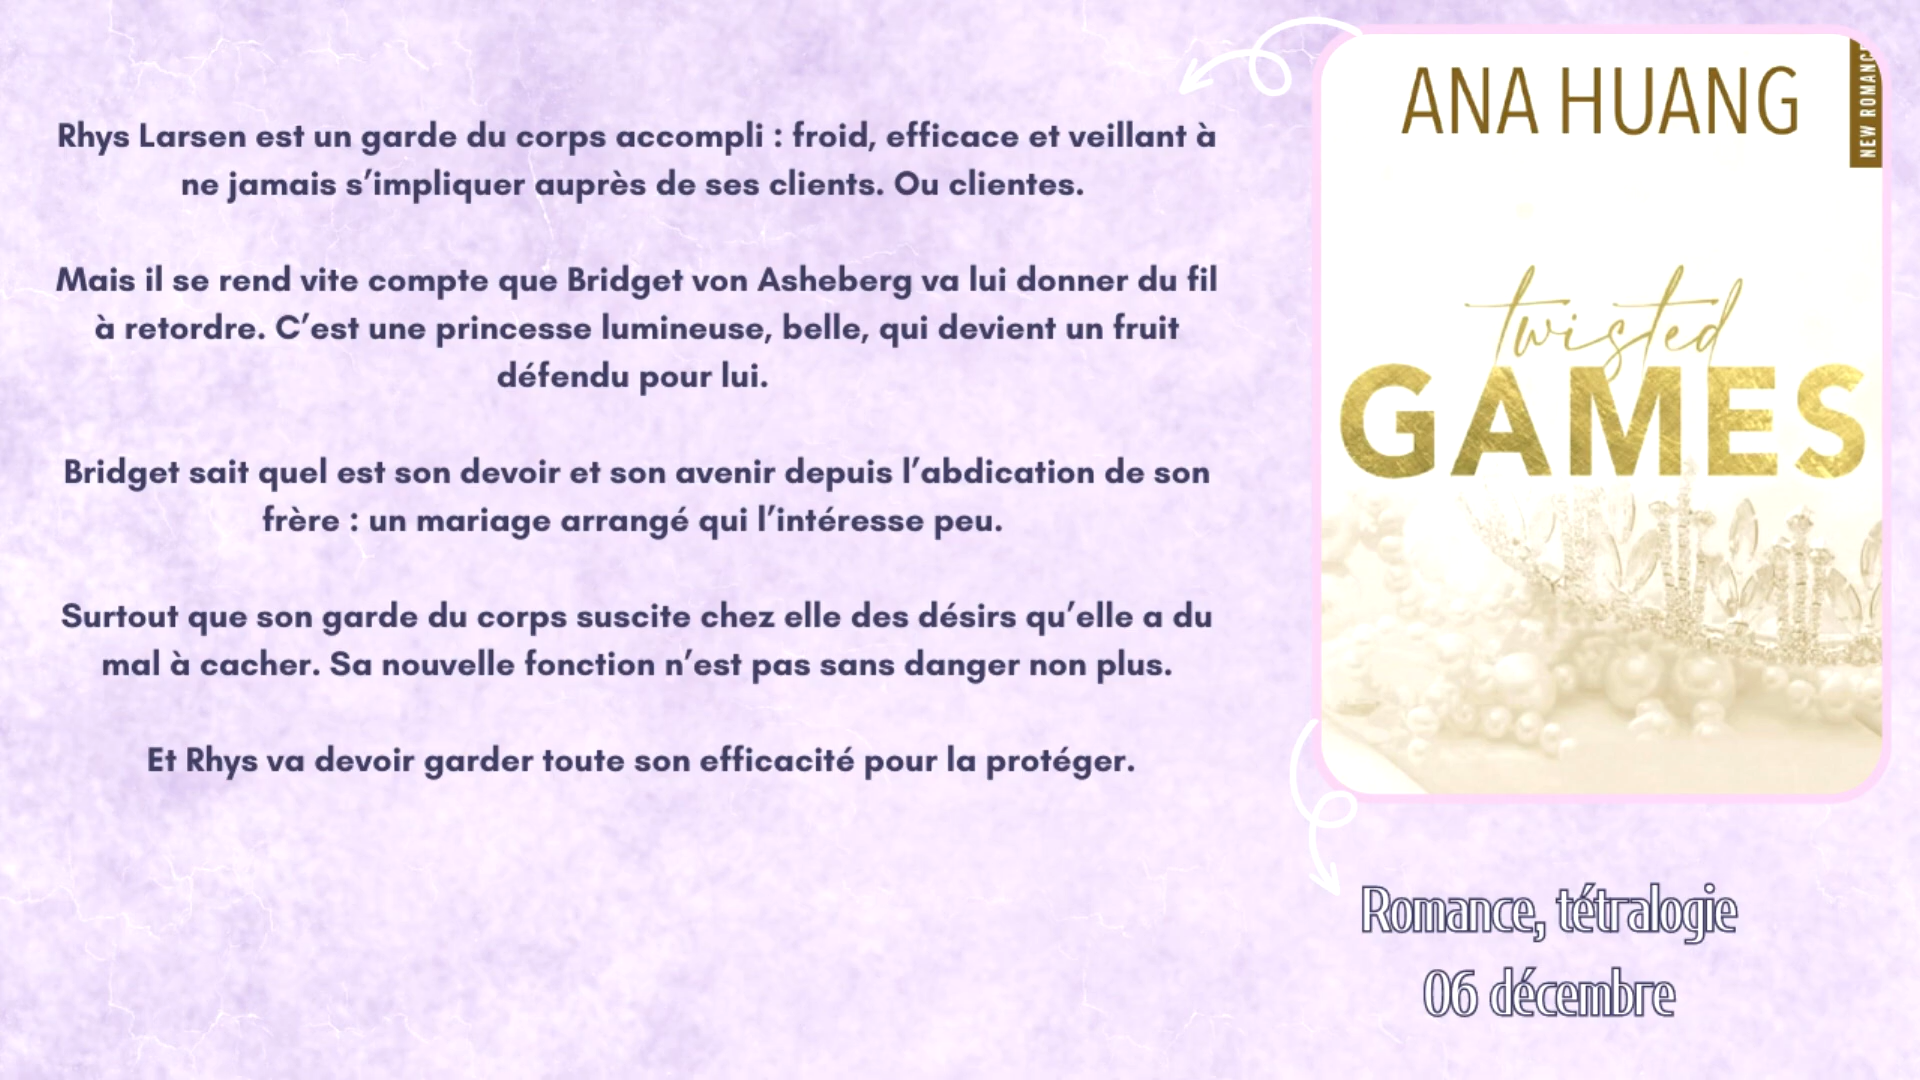 Rhys Larsen est un garde du corps accompli : froid, efficace et veillant à
ne jamais s’impliquer auprès de ses clients. Ou clientes.
Mais il se rend vite compte que Bridget von Asheberg va lui donner du fil
à retordre. C’est une princesse lumineuse, belle, qui devient un fruit
défendu pour lui.
Bridget sait quel est son devoir et son avenir depuis l’abdication de son
frère : un mariage arrangé qui l’intéresse peu.
Surtout que son garde du corps suscite chez elle des désirs qu’elle a du
mal à cacher. Sa nouvelle fonction n’est pas sans danger non plus.
Et Rhys va devoir garder toute son efficacité pour la protéger.
ANA HUANG
NEW ROMANCE
twisted
GAMES
Romance, tétralogie
06 décembre